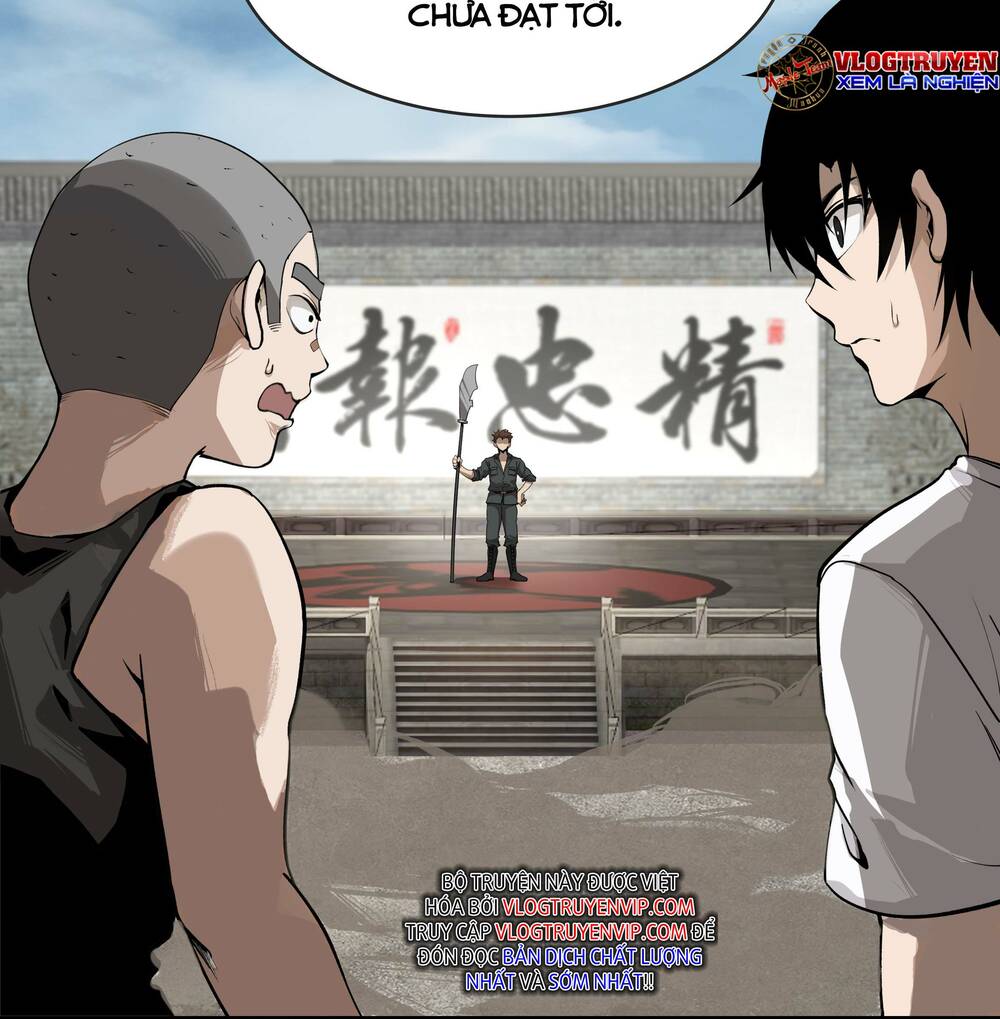 CHƯA ĐẠT TỚI.
VLOGTRUYEN
XEM LÀ NGHIỆN
精忠報
BỘ TRUYỆN NÀY ĐƯỢC VIỆT
HÓA BỞI VLOGTRUYENVIP.COM
TRUY CẬP VLOGTRUYENVIP.COM ĐỂ
ĐÓN ĐỌC BẢN DỊCH CHẤT LƯỢNG
NHẤT VÀ SỚM NHẤT!!